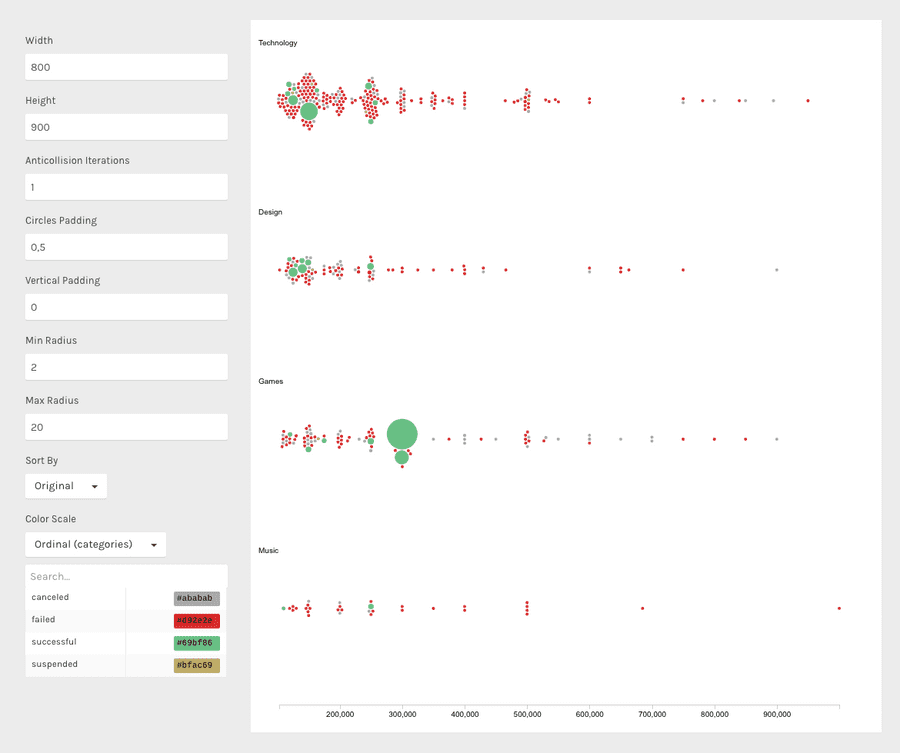 Width
800
Height
900
Anticollision Iterations
1
Circles Padding
0,5
Vertical Padding
0
Min Radius
2
Max Radius
20
Sort By
Original
Color Scale
Ordinal (categories)
Search...
canceled #ababab
failed #d92e2e
successful #69bf86
suspended #bfac69
Technology
Design
Games
Music
200,000 300,000 400,000 500,000 600,000 700,000 800,000 900,000